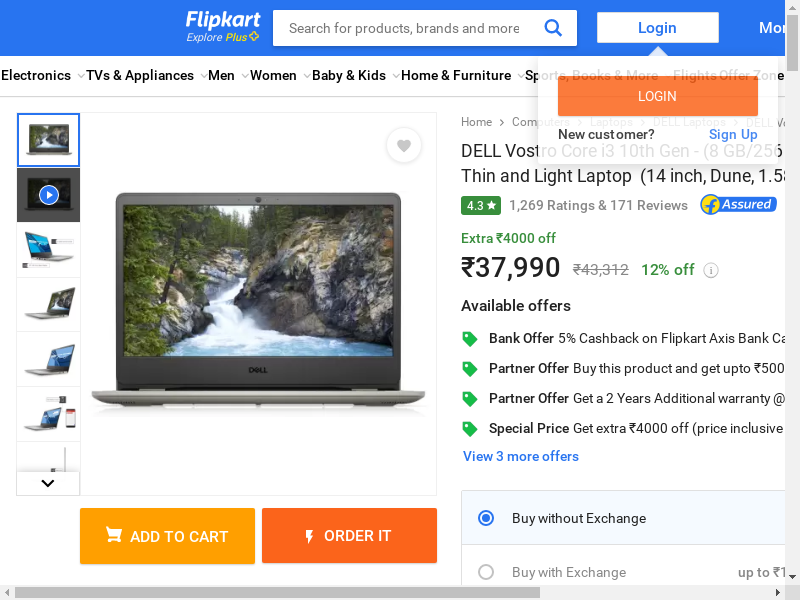 Flipkart
Explore Plus
Search for products, brands and more
Login
Electronics
TVs & Appliances
Men
Women
Baby & Kids
Home & Furniture
Sports, Books & More
Flights
Offer Zone
LOGIN
New customer?
Sign Up
Home
Computers
Laptops
DELL Laptops
DELL
DELL Vostro Core i3 10th Gen - (8 GB/256
Thin and Light Laptop (14 inch, Dune, 1.58
4.3
1,269 Ratings & 171 Reviews
Assured
Extra ₹4000 off
₹37,990
₹43,312
12% off
Available offers
Bank Offer 5% Cashback on Flipkart Axis Bank
Partner Offer Buy this product and get upto ₹500
Partner Offer Get a 2 Years Additional warranty @
Special Price Get extra ₹4000 off (price inclusive
View 3 more offers
DELL
ADD TO CART
ORDER IT
Buy without Exchange
Buy with Exchange
up to ₹1